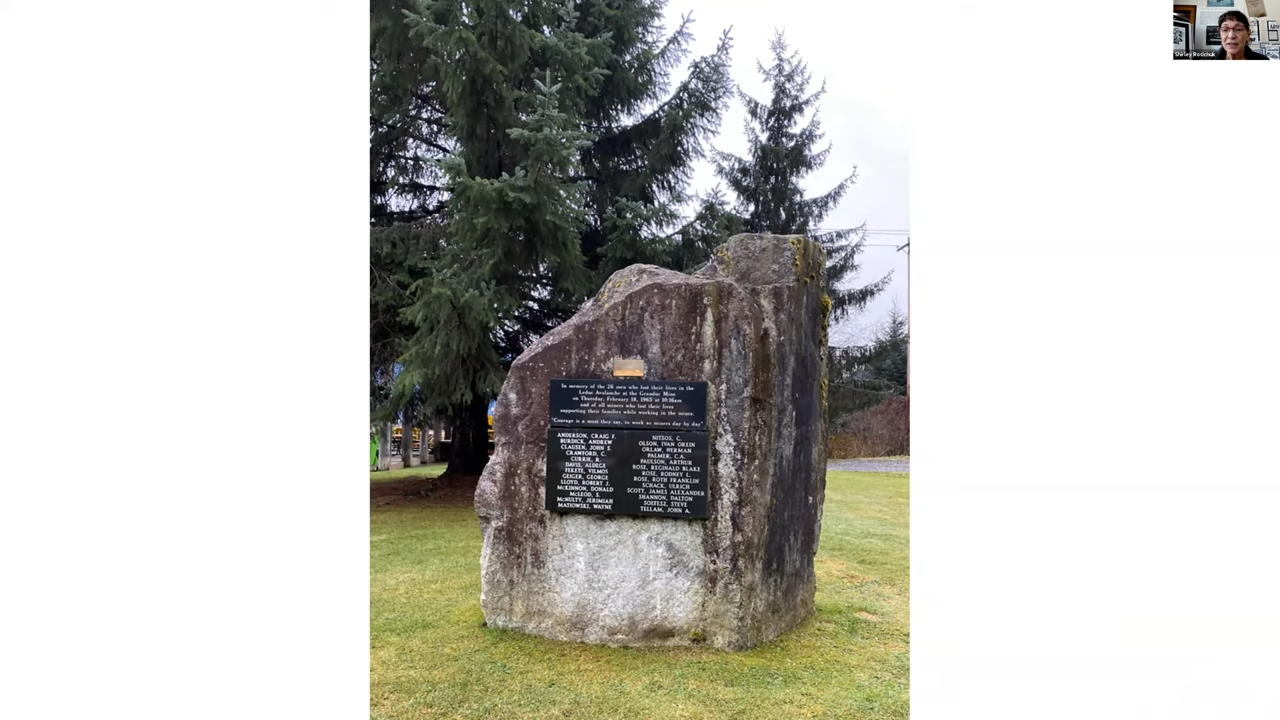 Shirley Rosichuk
In memory of the 26 men who lost their lives in the
Leduc Avalanche at the Granduc Mine
on Thursday, February 18, 1965 at 10:16am
and of all miners who lost their lives
supporting their families while working in the mines.
"Courage is a must they say, to work as miners day by day"
ANDERSON, CRAIG F.
BURDICK, ANDREW
CLAUSEN, JOHN S.
CRAWFORD, C.
CURRIE, R.
DAVIS, ALDEGE
FEKETE, VILMOS
GEIGER, GEORGE
LLOYD, ROBERT J.
McKINNON, DONALD
McLEOD, S.
McNULTY, JERIMIAH
MATIOWSKI, WAYNE
NITSOS, C.
OLSON, IVAN OREIN
ORLAW, HERMAN
PALMER, C.A.
PAULSON, ARTHUR
ROSE, REGINALD BLAKE
ROSE, RODNEY L.
ROSE, ROTH FRANKLIN
SCHACK, ULRICH
SCOTT, JAMES ALEXANDER
SHANNON, DALTON
STEVE
TELLAM, JOHN A.